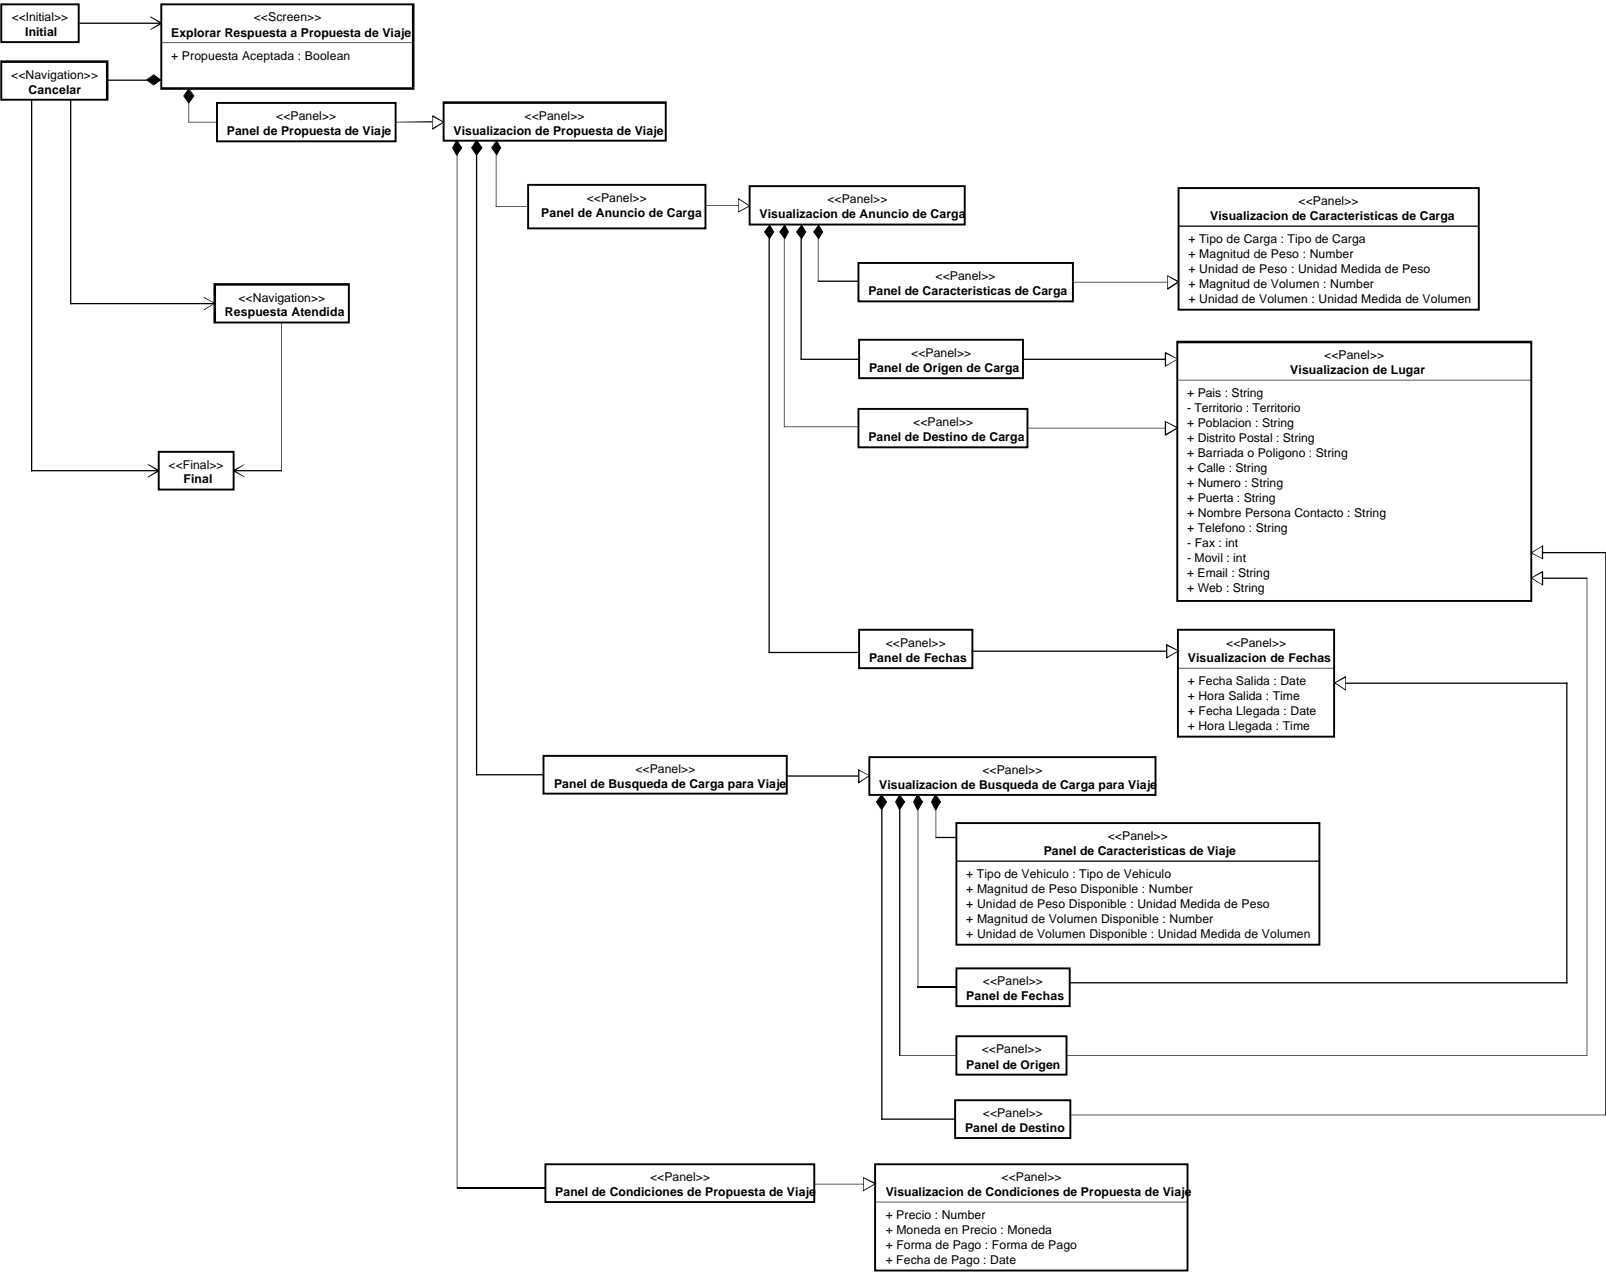 <<Initial>>
Initial
<<Screen>>
Explorar Respuesta a Propuesta de Viaje
+ Propuesta Aceptada : Boolean
<<Navigation>>
Cancelar
<<Panel>>
Panel de Propuesta de Viaje
<<Panel>>
Visualizacion de Propuesta de Viaje
<<Panel>>
Panel de Anuncio de Carga
<<Panel>>
Visualizacion de Anuncio de Carga
<<Panel>>
Visualizacion de Caracteristicas de Carga
+ Tipo de Carga : Tipo de Carga
+ Magnitud de Peso : Number
+ Unidad de Peso : Unidad Medida de Peso
+ Magnitud de Volumen : Number
+ Unidad de Volumen : Unidad Medida de Volumen
<<Panel>>
Panel de Caracteristicas de Carga
<<Navigation>>
Respuesta Atendida
<<Panel>>
Panel de Origen de Carga
<<Panel>>
Visualizacion de Lugar
+ Pais : String
- Territorio : Territorio
+ Poblacion : String
+ Distrito Postal : String
+ Barriada o Poligono : String
+ Calle : String
+ Numero : String
+ Puerta : String
+ Nombre Persona Contacto : String
+ Telefono : String
- Fax : int
- Movil : int
+ Email : String
+ Web : String
<<Panel>>
Panel de Destino de Carga
<<Final>>
Final
<<Panel>>
Panel de Fechas
<<Panel>>
Visualizacion de Fechas
+ Fecha Salida : Date
+ Hora Salida : Time
+ Fecha Llegada : Date
+ Hora Llegada : Time
<<Panel>>
Panel de Busqueda de Carga para Viaje
<<Panel>>
Visualizacion de Busqueda de Carga para Viaje
<<Panel>>
Panel de Caracteristicas de Viaje
+ Tipo de Vehiculo : Tipo de Vehiculo
+ Magnitud de Peso Disponible : Number
+ Unidad de Peso Disponible : Unidad Medida de Peso
+ Magnitud de Volumen Disponible : Number
+ Unidad de Volumen Disponible : Unidad Medida de Volumen
<<Panel>>
Panel de Fechas
<<Panel>>
Panel de Origen
<<Panel>>
Panel de Destino
<<Panel>>
Panel de Condiciones de Propuesta de Viaje
<<Panel>>
Visualizacion de Condiciones de Propuesta de Viaje
+ Precio : Number
+ Moneda en Precio : Moneda
+ Forma de Pago : Forma de Pago
+ Fecha de Pago : Date